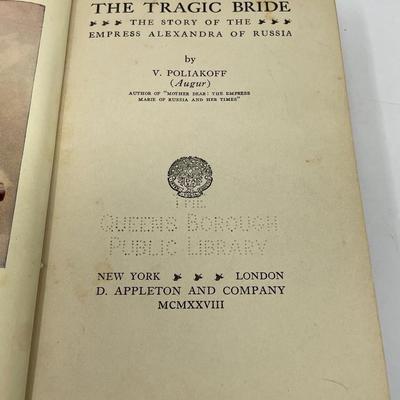 THE TRAGIC BRIDE
THE STORY OF THE
EMPRESS ALEXANDRA OF RUSSIA
by
V. POLIAKOFF
(Augur)
AUTHOR OF "MOTHER DEAR: THE EMPRESS
MARIE OF RUSSIA AND HER TIMES"
THE
QUEENS BOROUGH
PUBLIC LIBRARY
NEW YORK LONDON
D. APPLETON AND COMPANY
MCMXXVIII